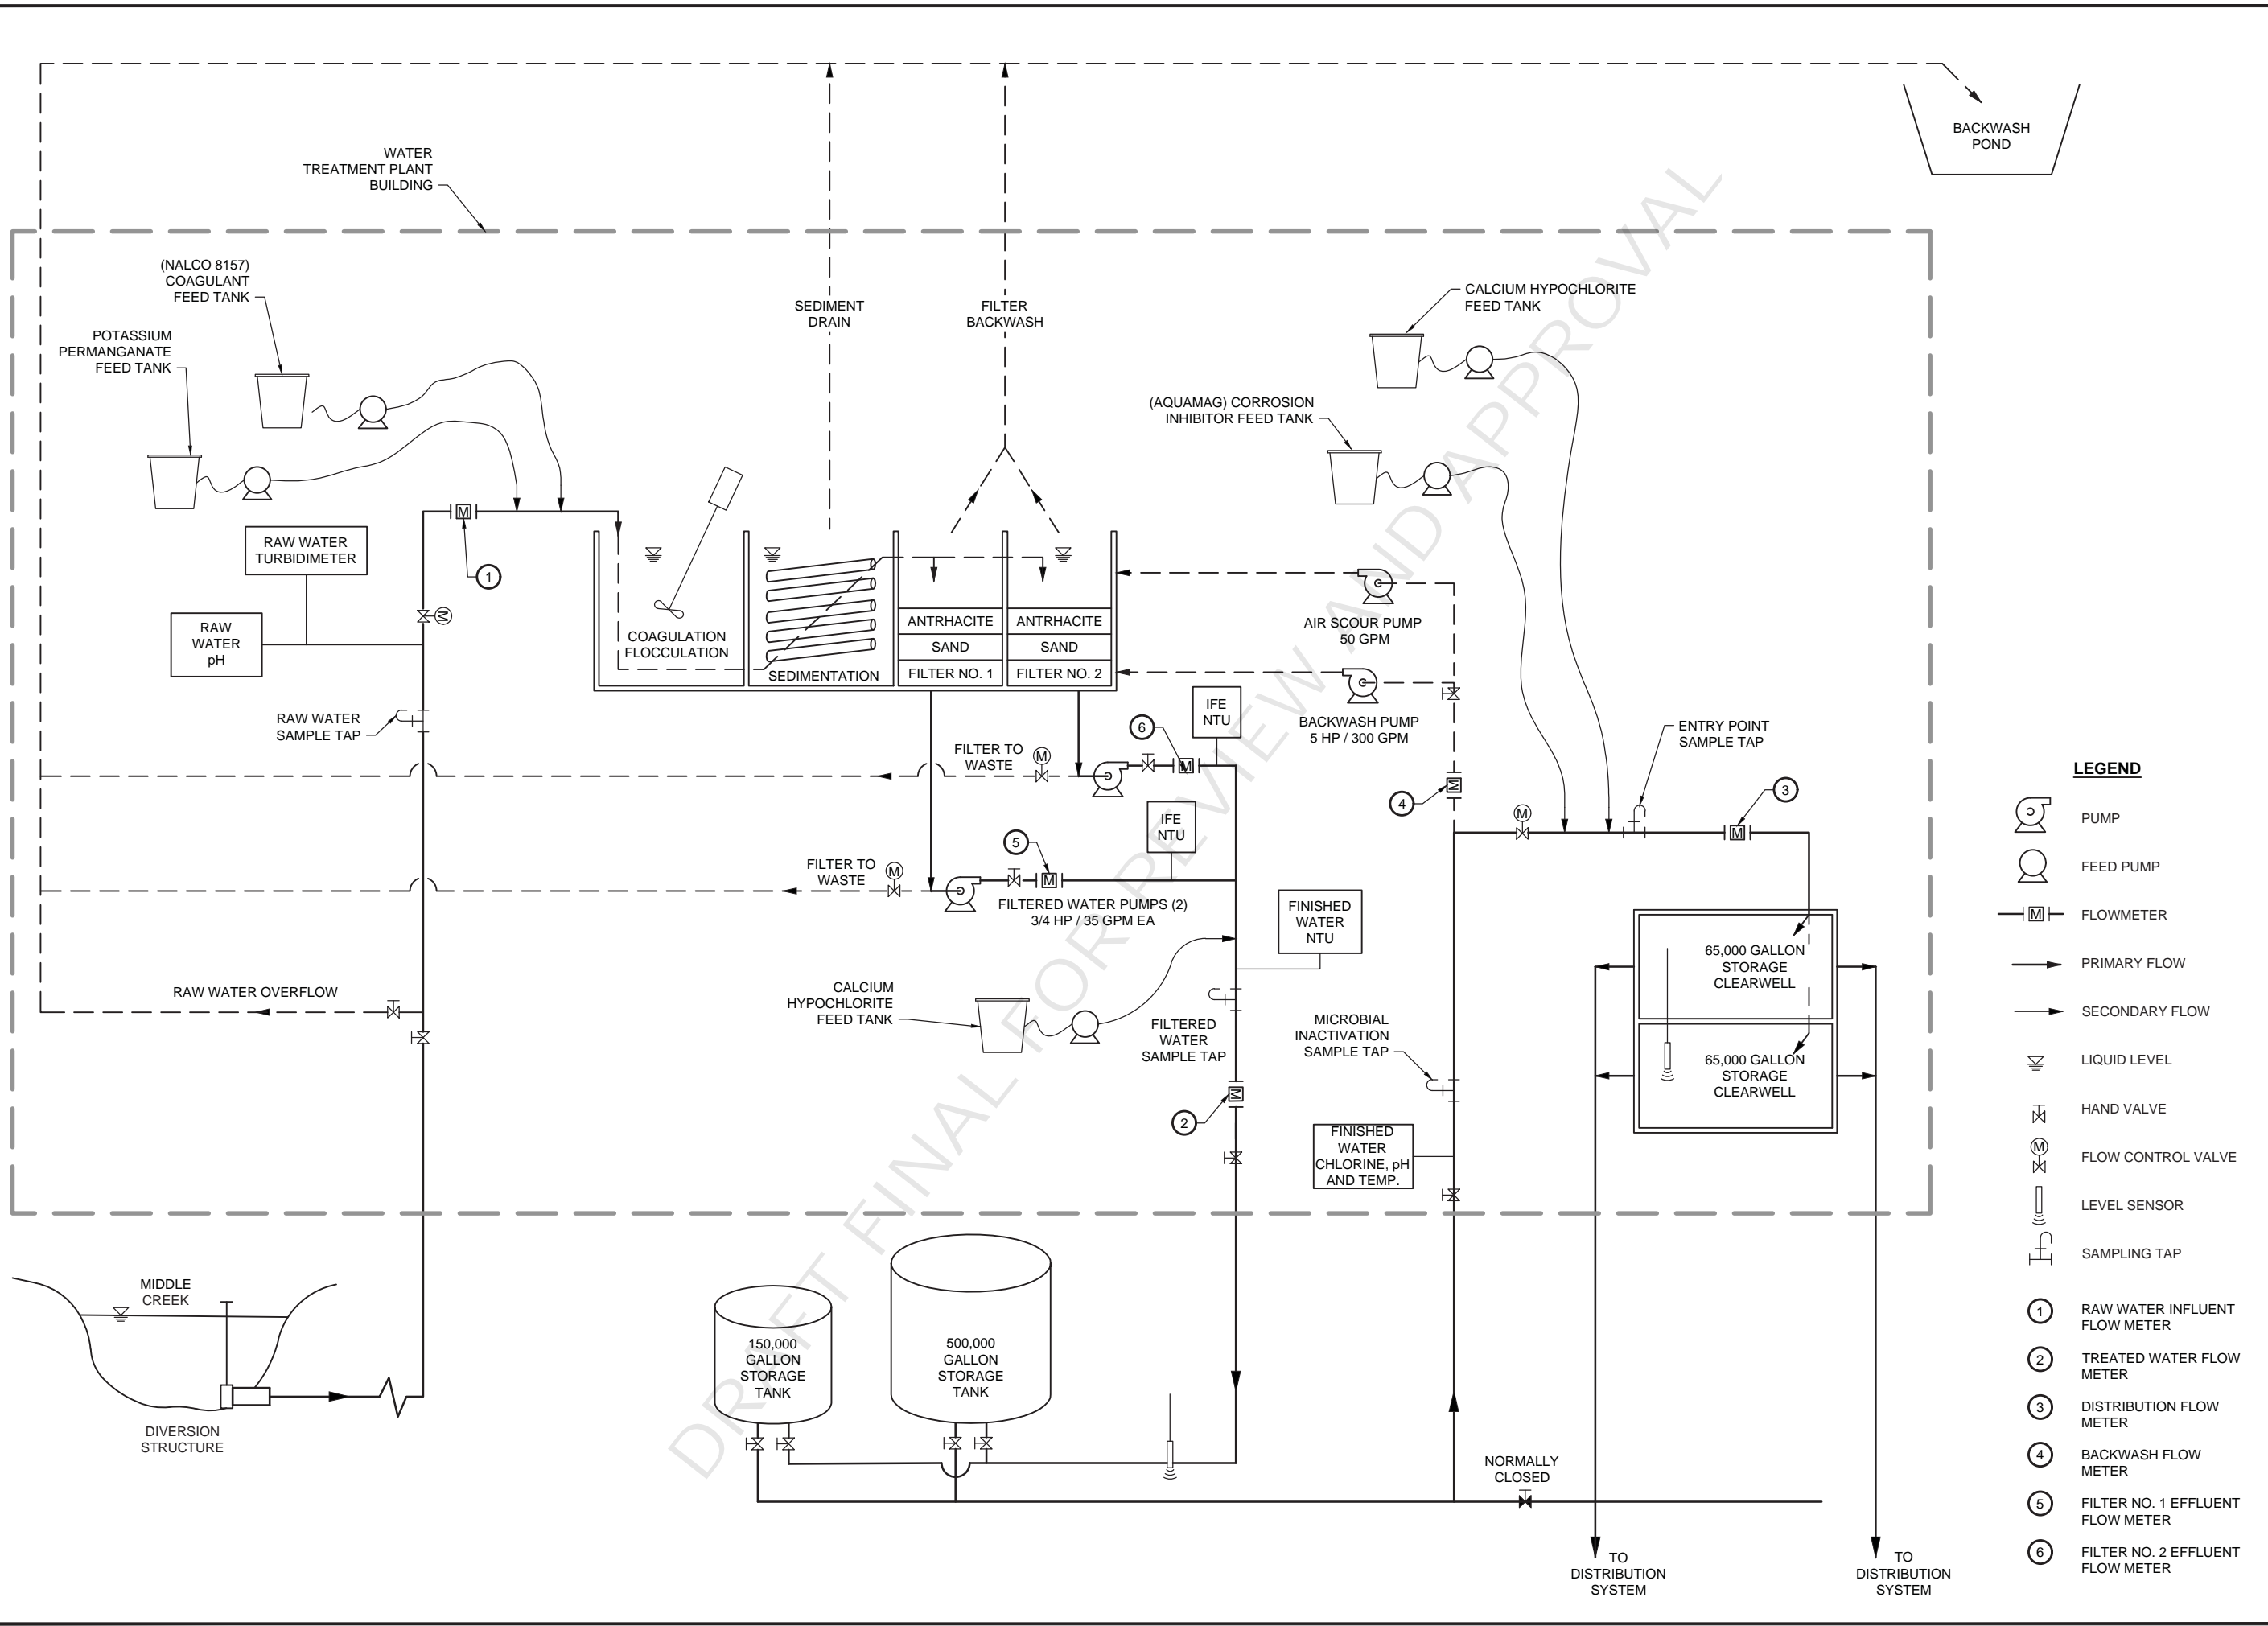 BACKWASH
POND
WATER
TREATMENT PLANT
BUILDING
(NALCO 8157)
COAGULANT
FEED TANK
POTASSIUM
PERMANGANATE
FEED TANK
SEDIMENT
DRAIN
FILTER
BACKWASH
CALCIUM HYPOCHLORITE
FEED TANK
(AQUAMAG) CORROSION
INHIBITOR FEED TANK
M
1
RAW WATER
TURBIDIMETER
M
RAW
WATER
pH
RAW WATER
SAMPLE TAP
COAGULATION
FLOCCULATION
SEDIMENTATION
ANTRHACITE
SAND
FILTER NO. 1
ANTRHACITE
SAND
FILTER NO. 2
AIR SCOUR PUMP
50 GPM
BACKWASH PUMP
5 HP / 300 GPM
IFE
NTU
6
M
FILTER TO
WASTE
M
IFE
NTU
5
M
FILTER TO
WASTE
M
FILTERED WATER PUMPS (2)
3/4 HP / 35 GPM EA
4
M
M
ENTRY POINT
SAMPLE TAP
3
M
FINISHED
WATER
NTU
65,000 GALLON
STORAGE
CLEARWELL
65,000 GALLON
STORAGE
CLEARWELL
RAW WATER OVERFLOW
CALCIUM
HYPOCHLORITE
FEED TANK
FILTERED
WATER
SAMPLE TAP
MICROBIAL
INACTIVATION
SAMPLE TAP
2
M
FINISHED
WATER
CHLORINE, pH
AND TEMP.
MIDDLE
CREEK
DIVERSION
STRUCTURE
150,000
GALLON
STORAGE
TANK
500,000
GALLON
STORAGE
TANK
NORMALLY
CLOSED
TO
DISTRIBUTION
SYSTEM
TO
DISTRIBUTION
SYSTEM
LEGEND
PUMP
FEED PUMP
M
FLOWMETER
PRIMARY FLOW
SECONDARY FLOW
LIQUID LEVEL
HAND VALVE
M
FLOW CONTROL VALVE
LEVEL SENSOR
SAMPLING TAP
1
RAW WATER INFLUENT
FLOW METER
2
TREATED WATER FLOW
METER
3
DISTRIBUTION FLOW
METER
4
BACKWASH FLOW
METER
5
FILTER NO. 1 EFFLUENT
FLOW METER
6
FILTER NO. 2 EFFLUENT
FLOW METER
DRAFT FINAL FOR REVIEW AND APPROVAL